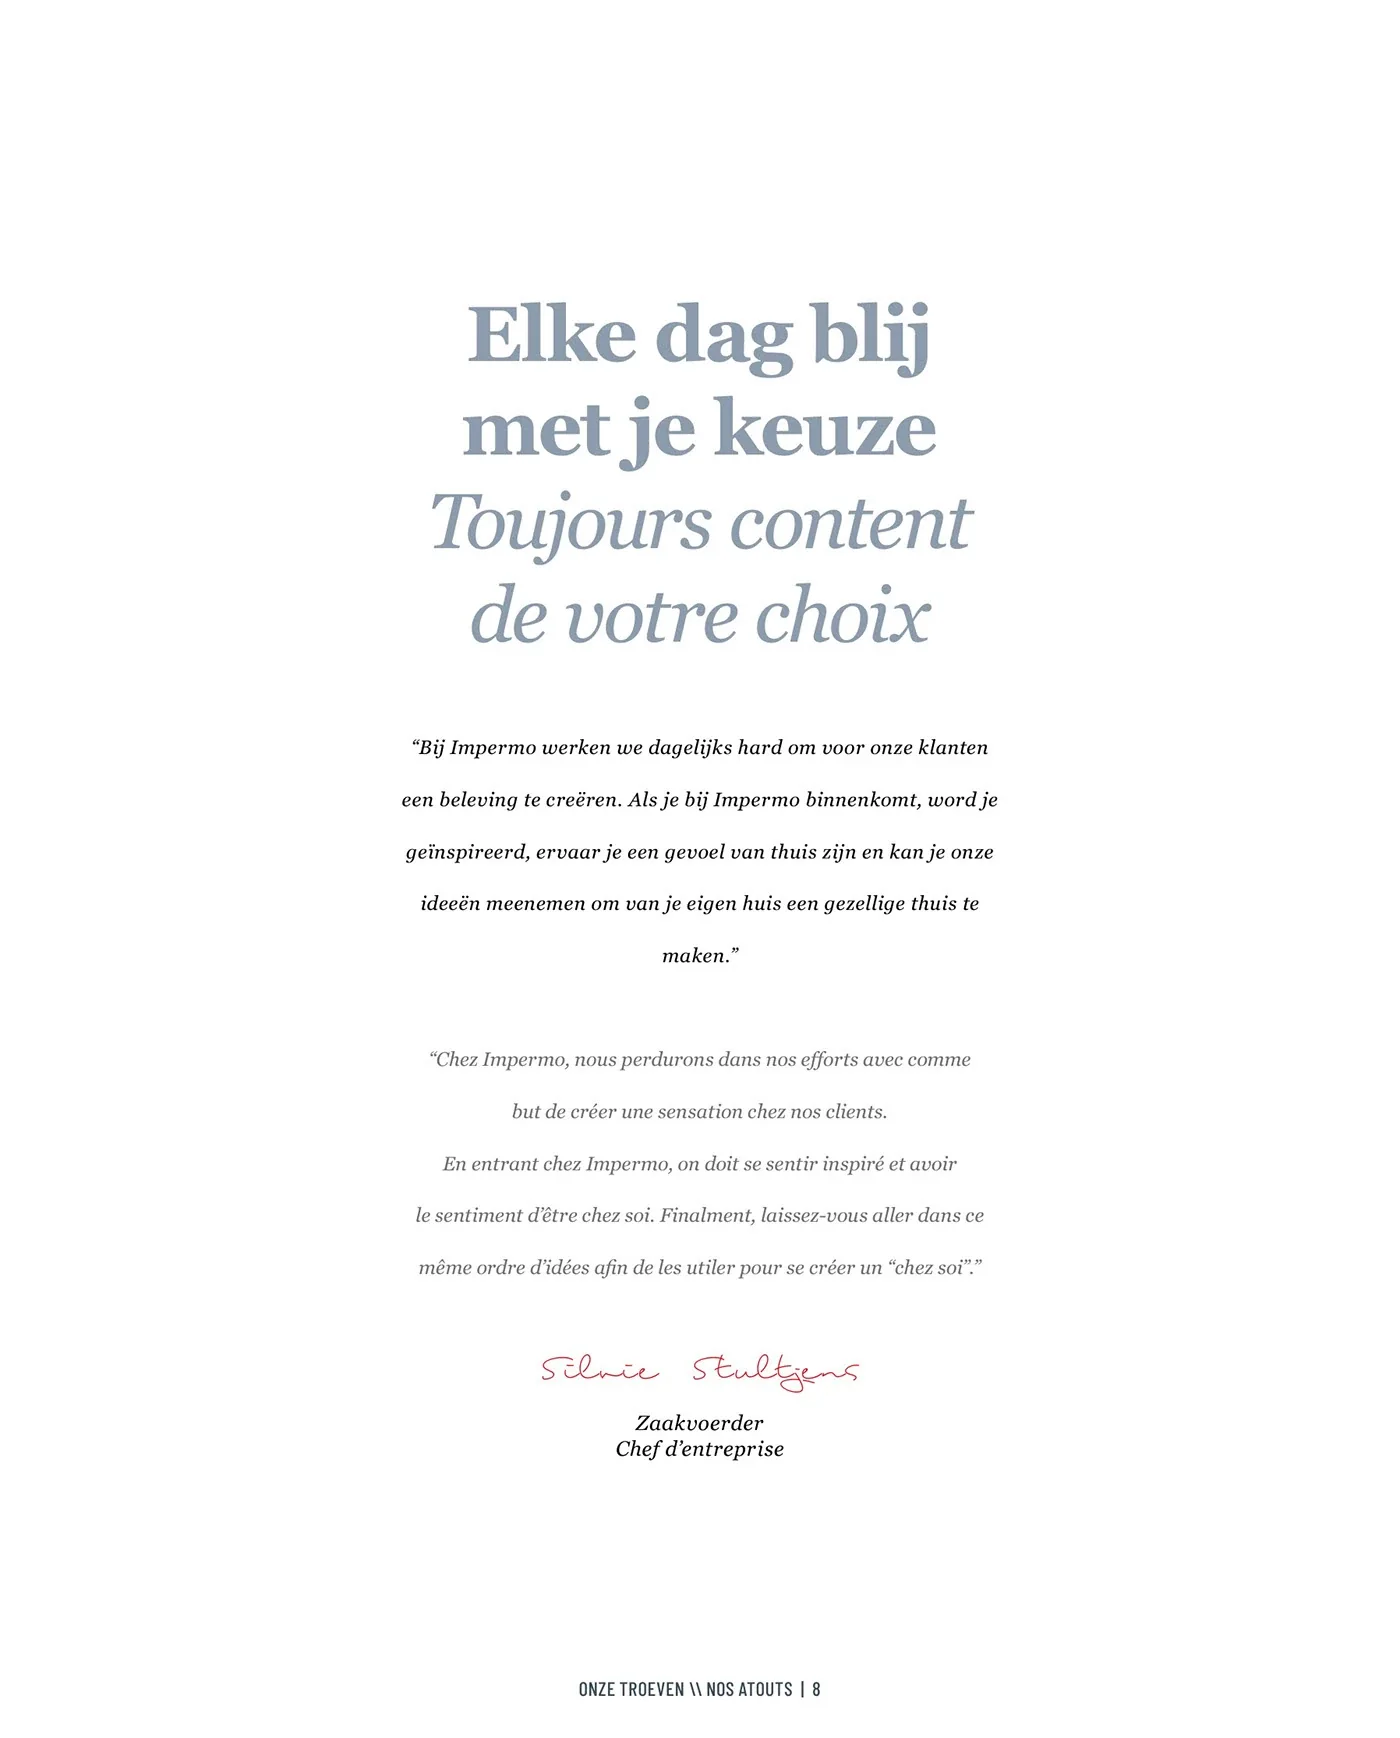 Elke dag blij
met je keuze
Toujours content
de votre choix
“Bij Impermo werken we dagelijks hard om voor onze klanten
een beleving te creëren. Als je bij Impermo binnenkomt, word je
geïnspireerd, ervaar je een gevoel van thuis zijn en kan je onze
ideeën meenemen om van je eigen huis een gezellige thuis te
maken.”
“Chez Impermo, nous perdurons dans nos efforts avec comme
but de créer une sensation chez nos clients.
En entrant chez Impermo, on doit se sentir inspiré et avoir
le sentiment d’être chez soi. Finalment, laissez-vous aller dans ce
même ordre d’idées afin de les utiler pour se créer un “chez soi”.”
Silvie Stultjens
Zaakvoerder
Chef d’entreprise
ONZE TROEVEN \\ NOS ATOUTS | 8